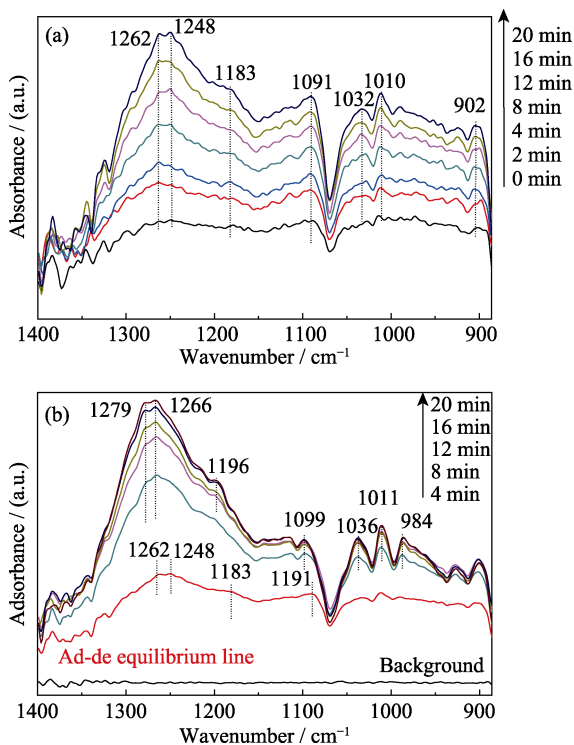 (a)
1262
1248
1183
1091
1032
1010
902
20 min
16 min
12 min
8 min
4 min
2 min
0 min
Absorbance / (a.u.)
1400 1300 1200 1100 1000 900
Wavenumber / cm⁻¹
(b)
1279
1266
1196
1099
1036
1011
984
20 min
16 min
12 min
8 min
4 min
1262
1248
1183
1191
Ad-de equilibrium line
Background
Adsorbance / (a.u.)
1400 1300 1200 1100 1000 900
Wavenumber / cm⁻¹